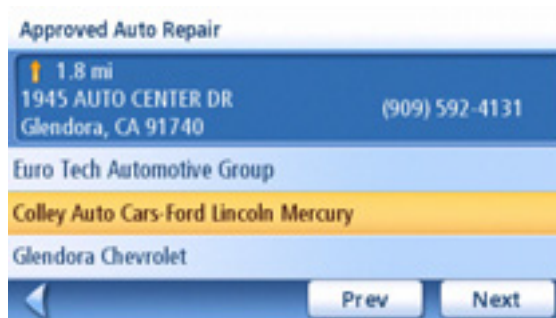 Approved Auto Repair
1.8 mi
1945 AUTO CENTER DR
(909) 592-4131
Glendora, CA 91740
Euro Tech Automotive Group
Colley Auto Cars-Ford Lincoln Mercury
Glendora Chevrolet
Prev Next